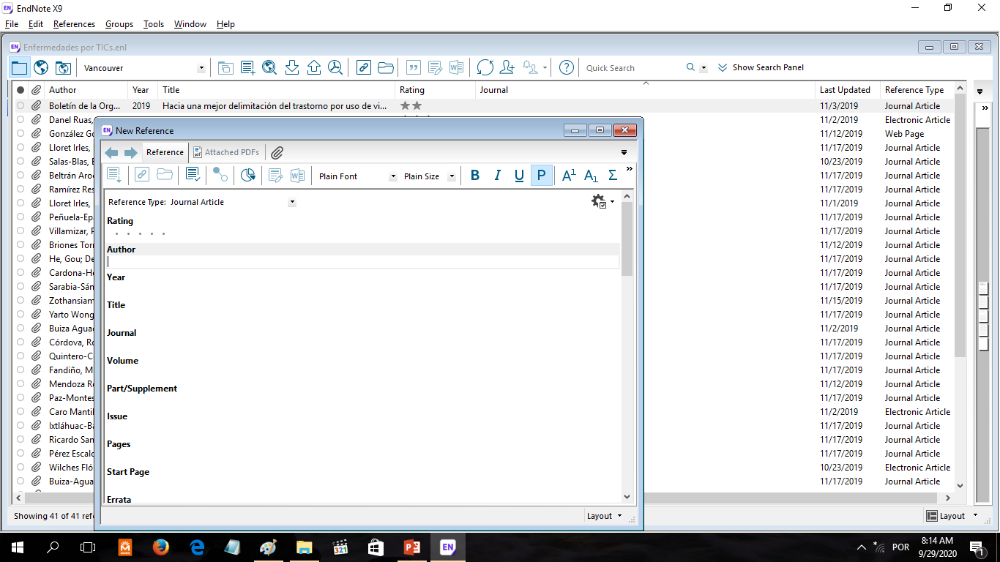 EndNote X9
File Edit References Groups Tools Window Help
Enfermedades por TICs.enl
Vancouver Quick Search Show Search Panel
Author Year Title Rating Journal Last Updated Reference Type
Boletín de la Org... 2019 Hacia una mejor delimitación del trastorno por uso de vi... 11/3/2019 Journal Article
Danel Ruas, 11/2/2019 Electronic Article
González Go 11/12/2019 Web Page
Lloret Irles, 11/17/2019 Journal Article
Salas-Blas, E 10/23/2019 Journal Article
Beltrán Aroc 11/17/2019 Journal Article
Ramírez Res 11/17/2019 Journal Article
Lloret Irles, 11/1/2019 Journal Article
Peñuela-Ep 11/17/2019 Journal Article
Villamizar, F 11/17/2019 Journal Article
Briones Torr 11/12/2019 Journal Article
He, Gou; De 11/17/2019 Journal Article
Cardona-He 11/17/2019 Journal Article
Sarabia-Sán 11/17/2019 Journal Article
Zothansiam 11/15/2019 Journal Article
Yarto Wong 11/17/2019 Journal Article
Buiza Aguad 11/2/2019 Journal Article
Córdova, Ro 11/17/2019 Journal Article
Quintero-C 11/17/2019 Journal Article
Fandiño, M 11/17/2019 Journal Article
Mendoza Ro 11/12/2019 Journal Article
Paz-Montes 11/17/2019 Journal Article
Caro Mantil 11/2/2019 Electronic Article
Ixtláhuac-Ba 11/17/2019 Journal Article
Ricardo San 11/17/2019 Journal Article
Pérez Escalo 11/17/2019 Journal Article
Wilches Fló 10/23/2019 Electronic Article
Buiza-Agua 11/17/2019 Journal Article
Showing 41 of 41 refe Layout
New Reference
Reference Attached PDFs
Plain Font Plain Size B I U P A1 A1 Σ
Reference Type: Journal Article
Rating
Author
Year
Title
Journal
Volume
Part/Supplement
Issue
Pages
Start Page
Errata
Layout
POR 8:14 AM
9/29/2020 1